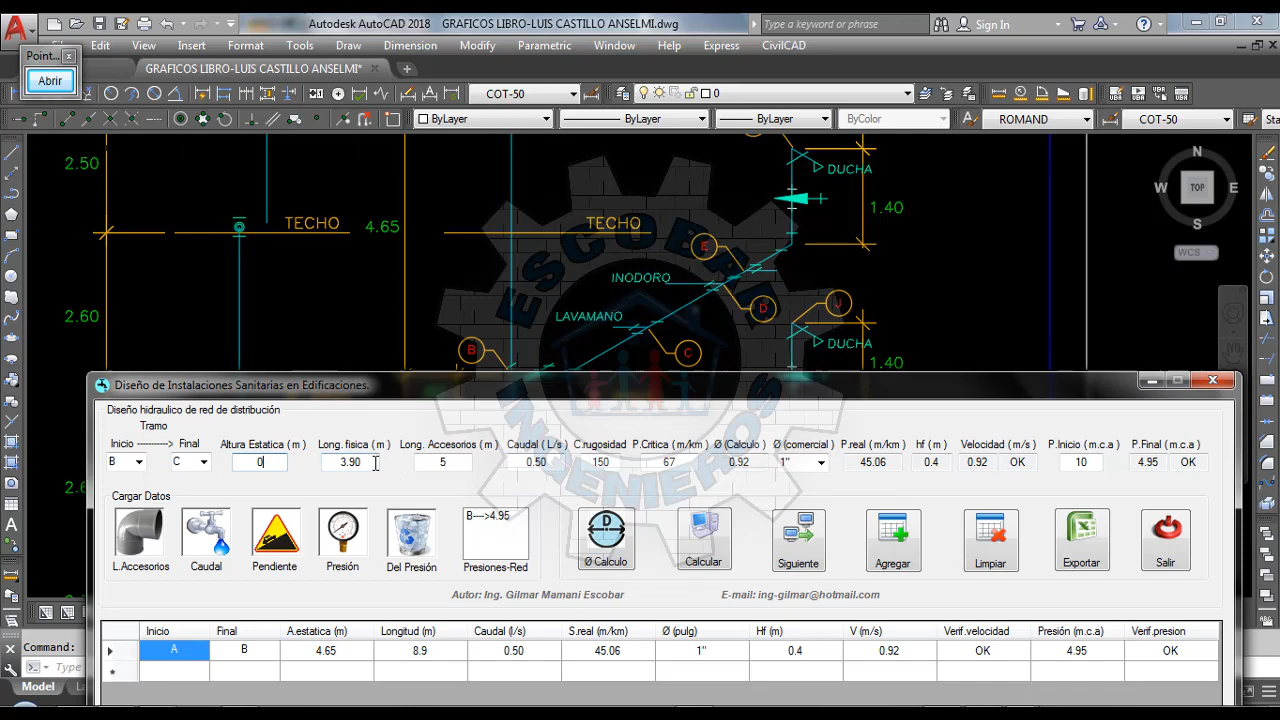 Autodesk AutoCAD 2018 GRAFICOS LIBRO-LUIS CASTILLO ANSELMI.dwg
Type a keyword or phrase
Sign In
Edit View Insert Format Tools Draw Dimension Modify Parametric Window Help Express CivilCAD
Point... x
Abrir
GRAFICOS LIBRO-LUIS CASTILLO ANSELMI*
COT-50
0
ByLayer ByLayer ByLayer ByColor ROMAND COT-50 Sta
2.50
TECHO
4.65
TECHO
DUCHA
1.40
N
W TOP E
S
WCS
ESCOBAR
INGENIEROS
E
INODORO
D
J
LAVAMANO
2.60
B
C
DUCHA
1.40
2.6
Diseño de Instalaciones Sanitarias en Edificaciones.
Diseño hidraulico de red de distribución
Tramo
Inicio ----------> Final Altura Estatica ( m ) Long. fisica ( m ) Long. Accesorios ( m ) Caudal ( L/s ) C.rugosidad P.Critica ( m/km ) Ø (Calculo ) Ø (comercial ) P.real ( m/km ) hf ( m ) Velocidad ( m/s ) P.Inicio ( m.c.a ) P.Final ( m.c.a )
B C 0 3.90 5 0.50 150 67 0.92 1" 45.06 0.4 0.92 OK 10 4.95 OK
Cargar Datos
B---->4.95
L.Accesorios Caudal Pendiente Presión Del Presión Presiones-Red
Ø Calculo Calcular Siguiente Agregar Limpiar Exportar Salir
Autor: Ing. Gilmar Mamani Escobar E-mail: ing-gilmar@hotmail.com
Inicio Final A.estatica (m) Longitud (m) Caudal (l/s) S.real (m/km) Ø (pulg) Hf (m) V (m/s) Verif.velocidad Presión (m.c.a) Verif.presion
A B 4.65 8.9 0.50 45.06 1" 0.4 0.92 OK 4.95 OK
Command:
Type
Model